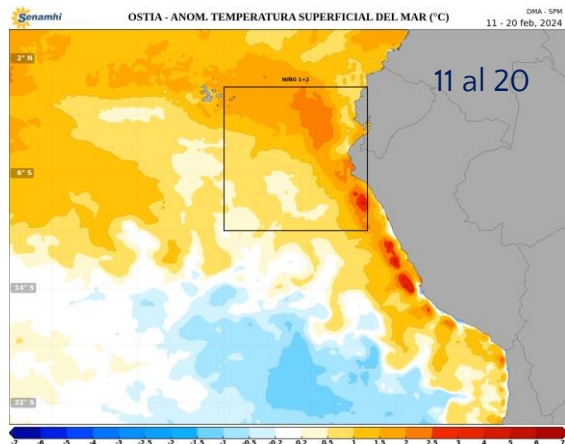 Senamhi
OSTIA - ANOM. TEMPERATURA SUPERFICIAL DEL MAR (°C)
DMA - SPM
11 - 20 feb, 2024
2° N
NIÑO 1+2
11 al 20
6° S
14° S
22° S
-7 -6 -5 -4 -3 -2.5 -2 -1.5 -1 -0.5 -0.2 0.2 0.5 1 1.5 2 2.5 3 4 5 6 7